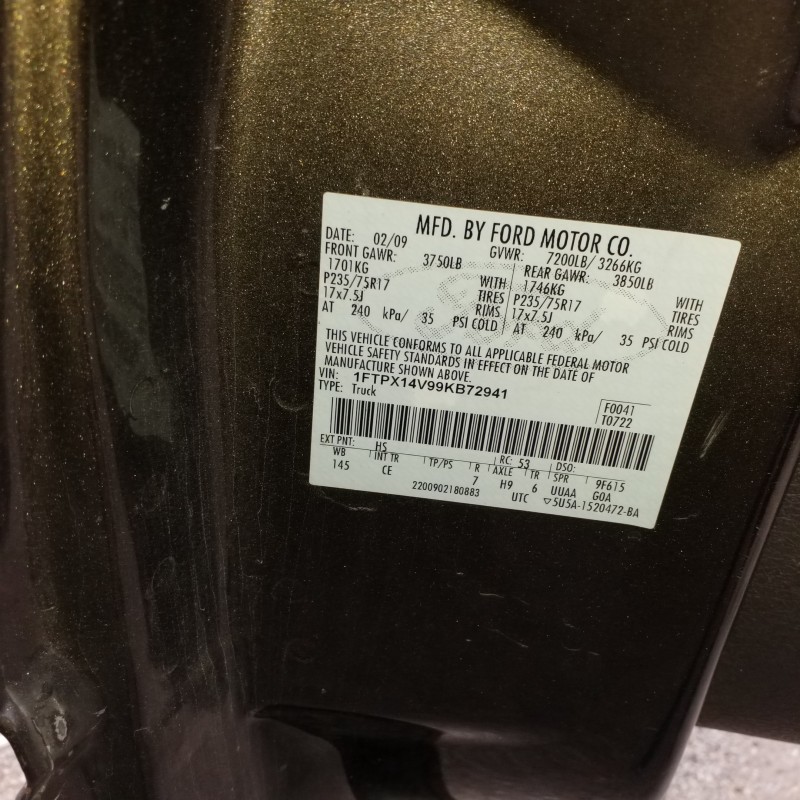 MFD. BY FORD MOTOR CO.
DATE: 02/09 GVWR: 7200LB/ 3266KG
FRONT GAWR: 3750LB REAR GAWR: 3850LB
1701KG WITH 1746KG WITH
P235/75R17 TIRES P235/75R17 TIRES
17x7.5J RIMS 17x7.5J RIMS
AT 240 kPa/ 35 PSI COLD AT 240 kPa/ 35 PSI COLD
THIS VEHICLE CONFORMS TO ALL APPLICABLE FEDERAL MOTOR
VEHICLE SAFETY STANDARDS IN EFFECT ON THE DATE OF
MANUFACTURE SHOWN ABOVE.
VIN: 1FTPX14V99KB72941
TYPE: Truck
F0041
T0722
EXT PNT: HS RC: 53 DSO:
WB INT TR TP/PS R AXLE TR SPR 9F615
145 CE 7 H9 6 UUAA G0A
2200902180883 UTC ▽5U5A-1520472-BA